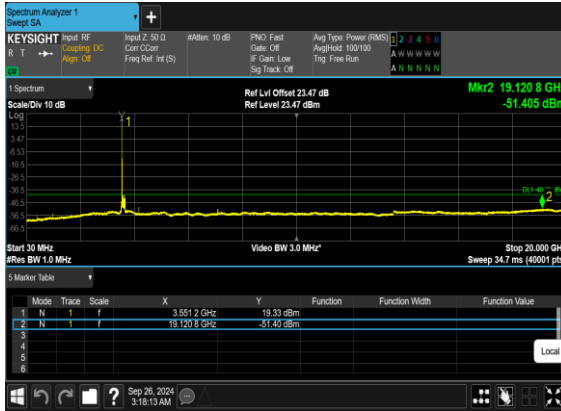 Spectrum Analyzer 1
Swept SA
KEYSIGHT Input: RF Input Z: 50 Ω #Atten: 10 dB PNO: Fast Avg Type: Power (RMS) 1 2 3 4 5 6
R T Coupling: DC Corr CCorr Gate: Off Avg|Hold: 100/100 A W W W W W
Align: Off Freq Ref: Int (S) IF Gain: Low Trig: Free Run
Sig Track: Off A N N N N N
1 Spectrum Ref Lvl Offset 23.47 dB Mkr2 19.120 8 GH
Scale/Div 10 dB Ref Level 23.47 dBm -51.405 dBm
Log
13.5
3.47
-6.53
-16.5
-26.5
-36.5
-46.5
-56.5
1
2
Start 30 MHz Video BW 3.0 MHz* Stop 20.000 GH
#Res BW 1.0 MHz Sweep 34.7 ms (40001 pts
5 Marker Table
Mode Trace Scale X Y Function Function Width Function Value
1 N 1 f 3.551 2 GHz 19.33 dBm
2 N 1 f 19.120 8 GHz -51.40 dBm
3
4
5
6
Local
Sep 26, 2024
3:18:13 AM